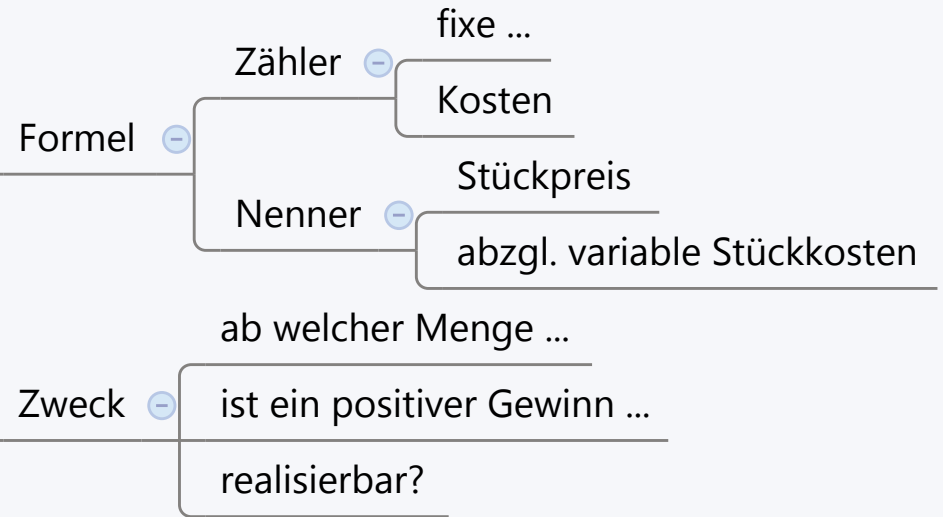 Formel
Zähler
fixe ...
Kosten
Nenner
Stückpreis
abzgl. variable Stückkosten
Zweck
ab welcher Menge ...
ist ein positiver Gewinn ...
realisierbar?